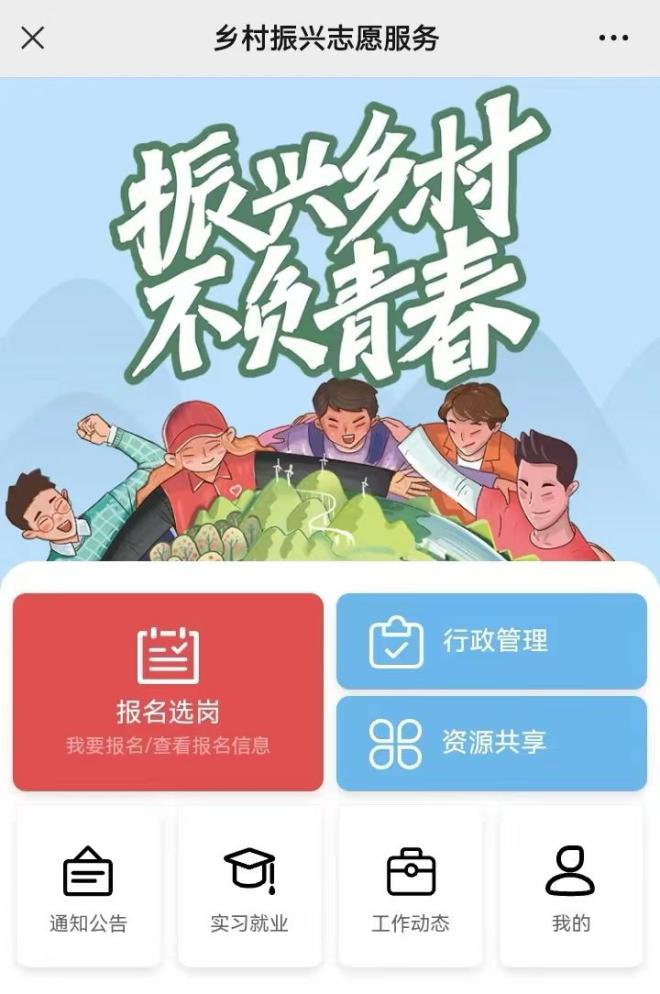 乡村振兴志愿服务
振兴乡村
不负青春
报名选岗
我要报名/查看报名信息
行政管理
资源共享
通知公告
实习就业
工作动态
我的